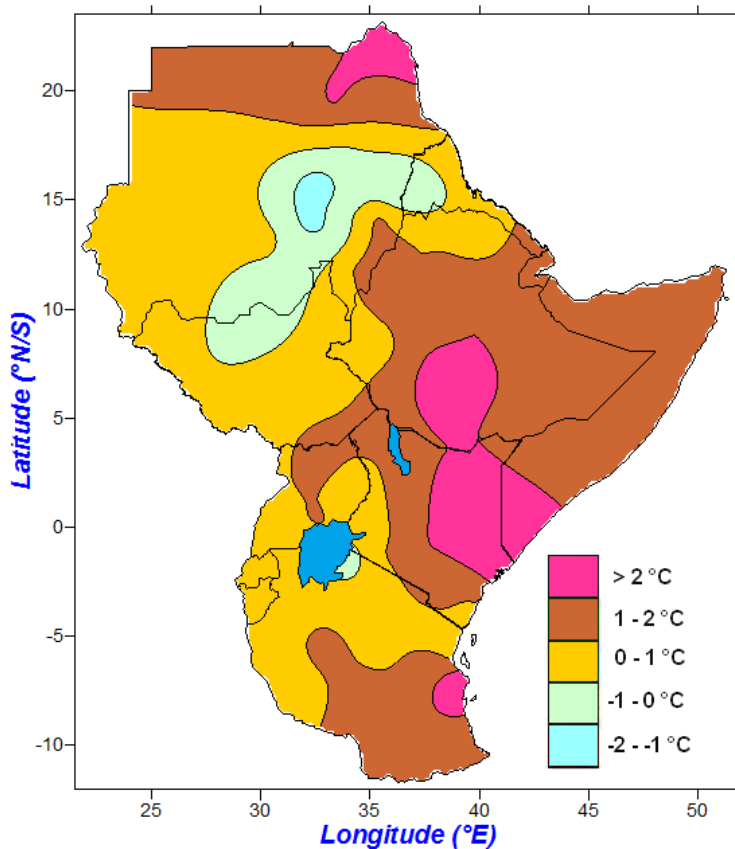 20
15
10
5
0
-5
-10
Latitude (°N/S)
> 2 °C
1 - 2 °C
0 - 1 °C
-1 - 0 °C
-2 - -1 °C
25 30 35 40 45 50
Longitude (°E)